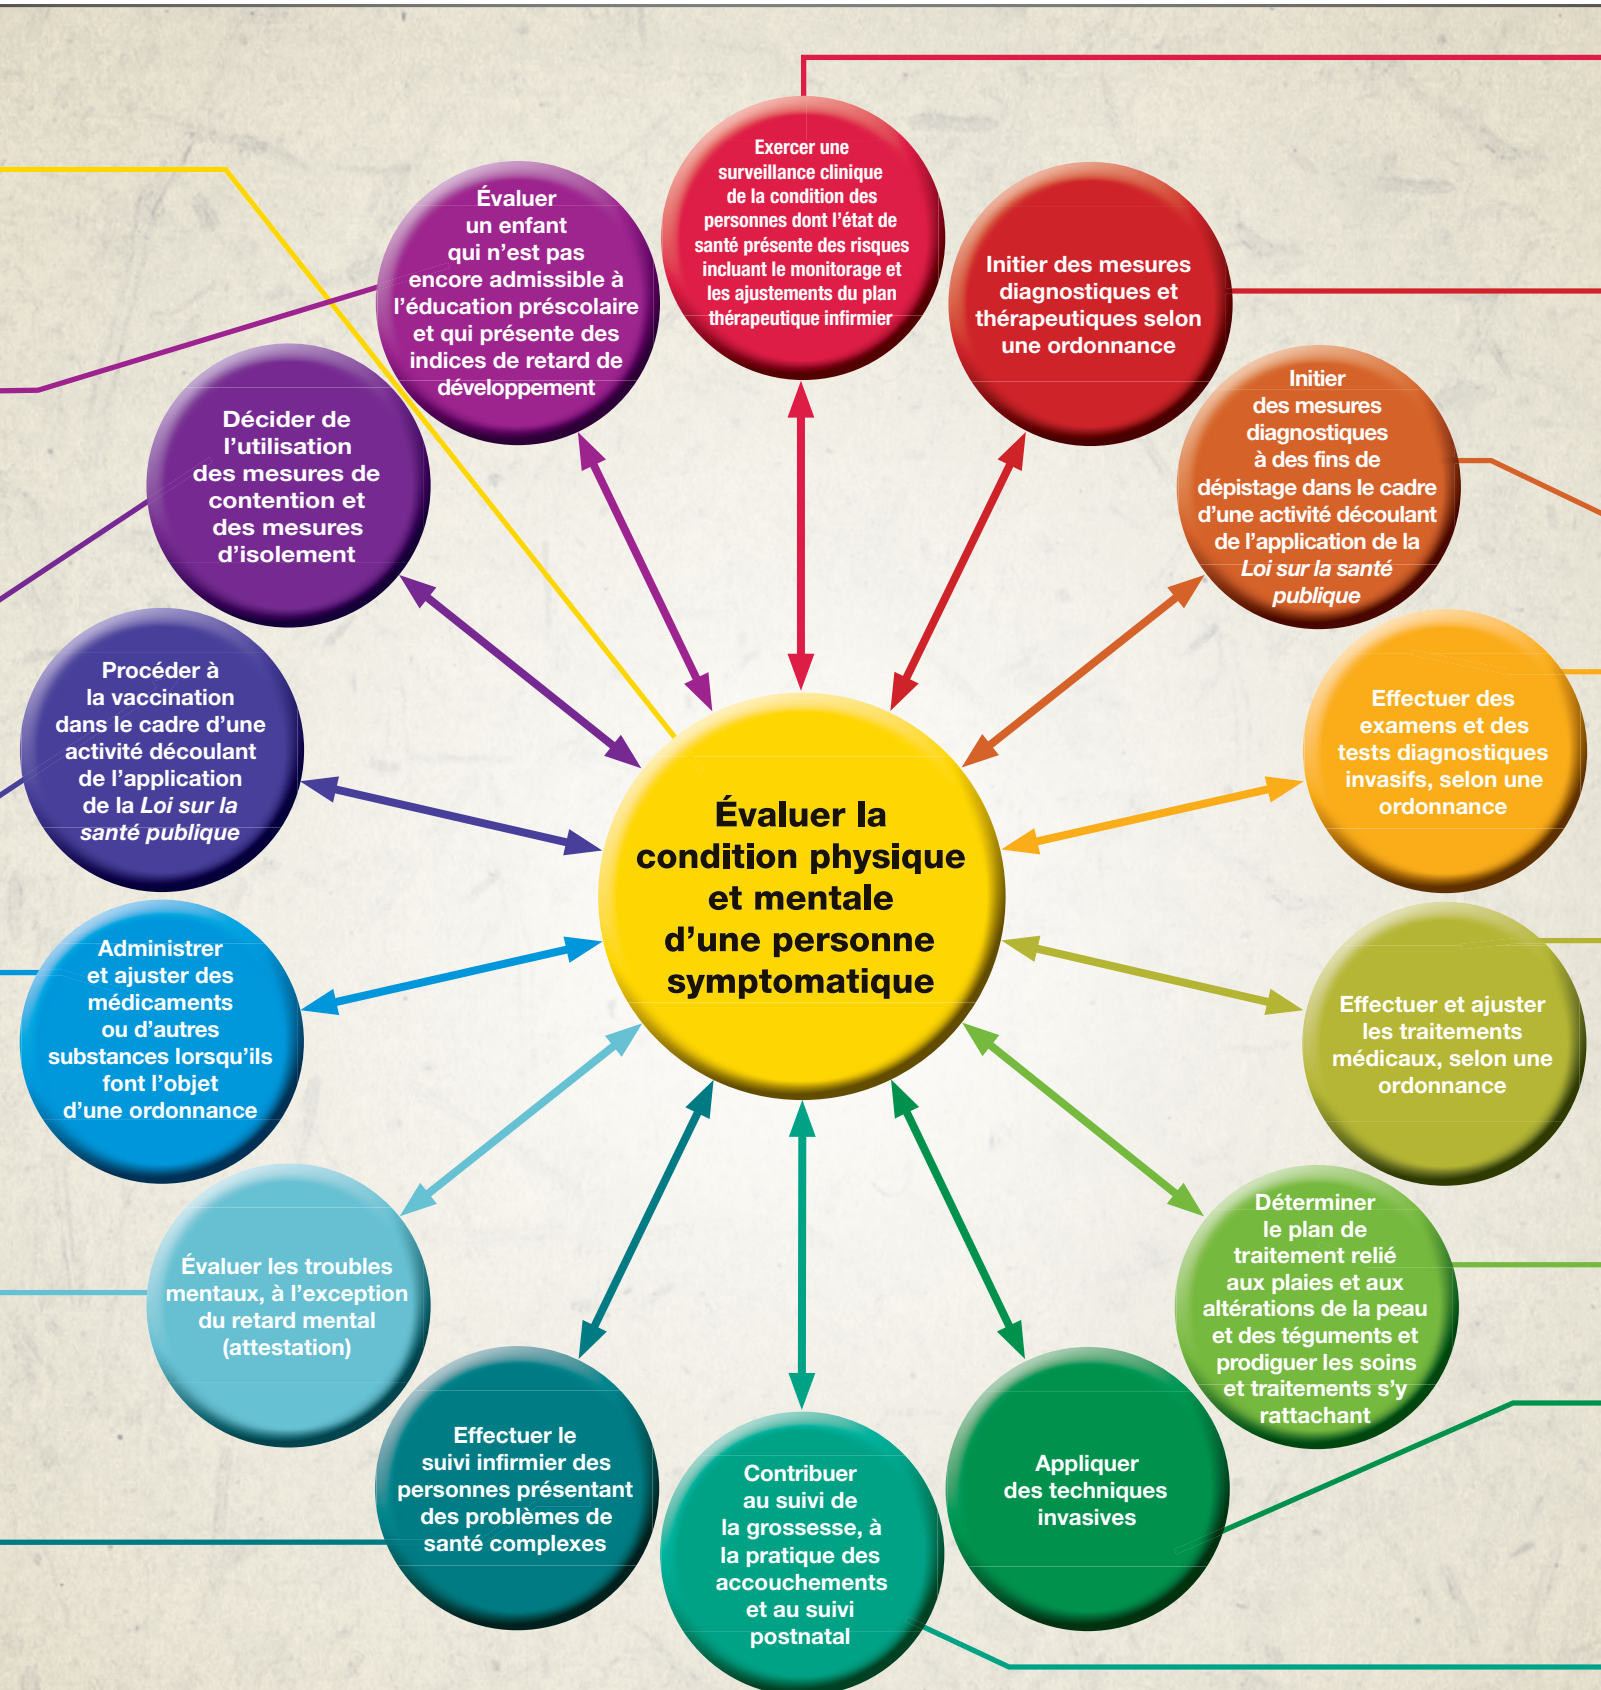 Exercer une
surveillance clinique
de la condition des
personnes dont l’état de
santé présente des risques
incluant le monitorage et
les ajustements du plan
thérapeutique infirmier
Initier des mesures
diagnostiques et
thérapeutiques selon
une ordonnance
Initier
des mesures
diagnostiques
à des fins de
dépistage dans le cadre
d’une activité découlant
de l’application de la
Loi sur la santé
publique
Effectuer des
examens et des
tests diagnostiques
invasifs, selon une
ordonnance
Effectuer et ajuster
les traitements
médicaux, selon une
ordonnance
Déterminer
le plan de
traitement relié
aux plaies et aux
altérations de la peau
et des téguments et
prodiguer les soins
et traitements s’y
rattachant
Appliquer
des techniques
invasives
Contribuer
au suivi de
la grossesse, à
la pratique des
accouchements
et au suivi
postnatal
Effectuer le
suivi infirmier des
personnes présentant
des problèmes de
santé complexes
Évaluer les troubles
mentaux, à l’exception
du retard mental
(attestation)
Administrer
et ajuster des
médicaments
ou d’autres
substances lorsqu’ils
font l’objet
d’une ordonnance
Procéder à
la vaccination
dans le cadre d’une
activité découlant
de l’application
de la Loi sur la
santé publique
Décider de
l’utilisation
des mesures de
contention et
des mesures
d’isolement
Évaluer
un enfant
qui n’est pas
encore admissible à
l’éducation préscolaire
et qui présente des
indices de retard de
développement
Évaluer la
condition physique
et mentale
d’une personne
symptomatique